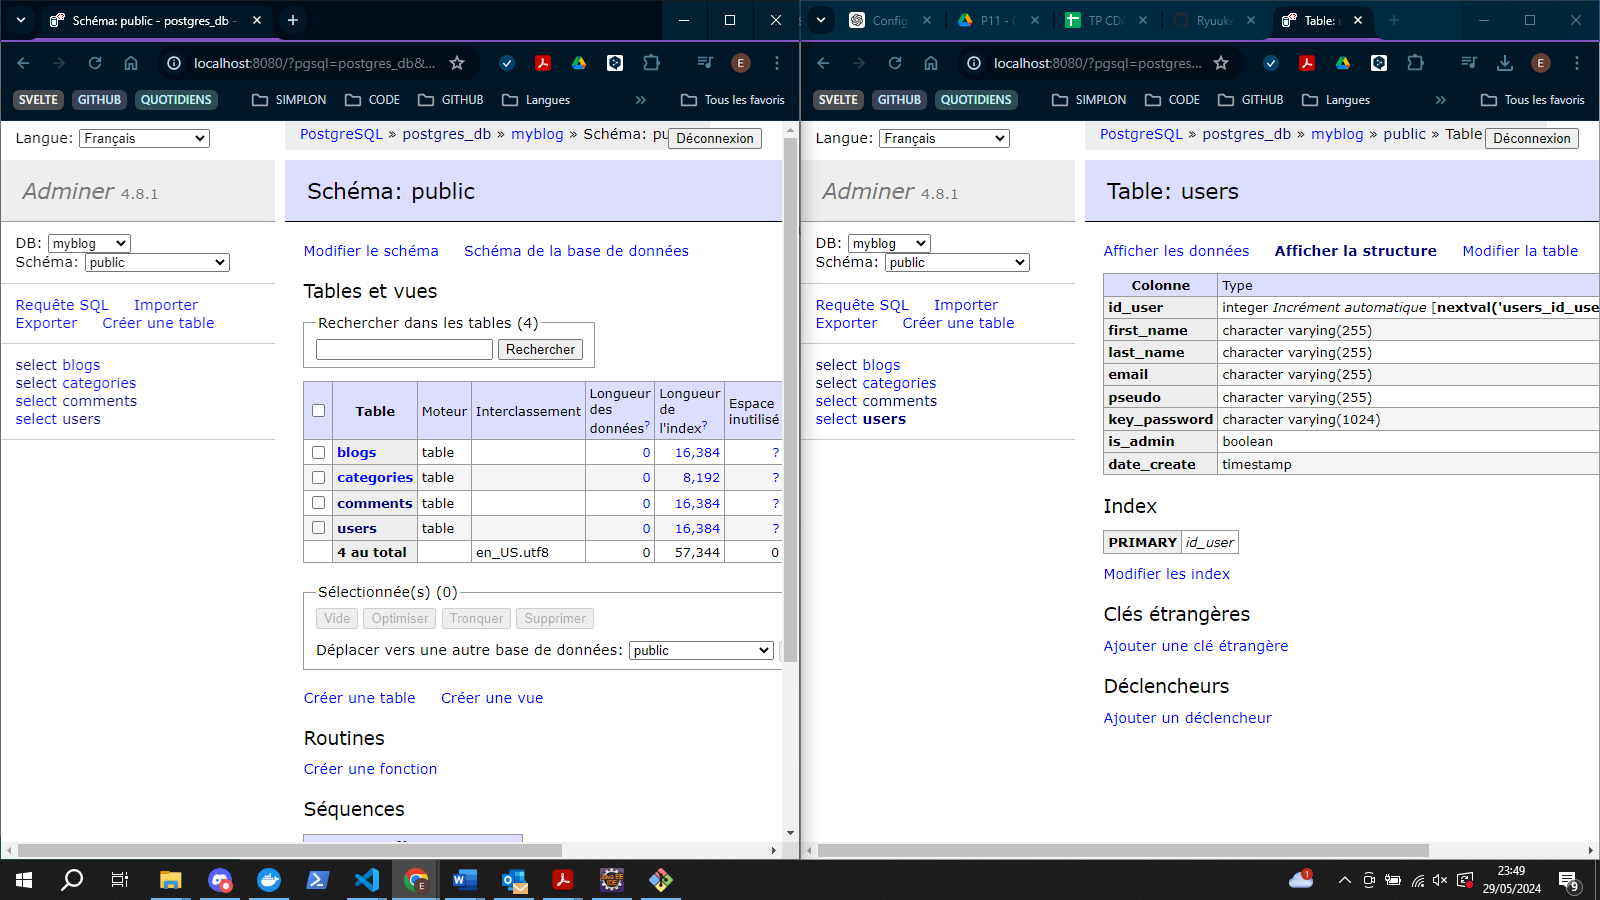 Schéma: public - postgres_db -
localhost:8080/?pgsql=postgres_db&...
E
SVELTE GITHUB QUOTIDIENS SIMPLON CODE GITHUB Langues » Tous les favoris
Langue: Français
PostgreSQL » postgres_db » myblog » Schéma: pu
Déconnexion
Adminer 4.8.1
Schéma: public
DB: myblog
Schéma: public
Modifier le schéma Schéma de la base de données
Requête SQL Importer
Exporter Créer une table
select blogs
select categories
select comments
select users
Tables et vues
Rechercher dans les tables (4)
Rechercher
Table Moteur Interclassement Longueur des données? Longueur de l'index? Espace inutilisé
blogs table 0 16,384 ?
categories table 0 8,192 ?
comments table 0 16,384 ?
users table 0 16,384 ?
4 au total en_US.utf8 0 57,344 0
Sélectionnée(s) (0)
Vide Optimiser Tronquer Supprimer
Déplacer vers une autre base de données: public
Créer une table Créer une vue
Routines
Créer une fonction
Séquences
Config P11 - C TP CDA Ryuuke Table:
localhost:8080/?pgsql=postgres...
E
SVELTE GITHUB QUOTIDIENS SIMPLON CODE GITHUB Langues » Tous les favoris
Langue: Français
PostgreSQL » postgres_db » myblog » public » Table
Déconnexion
Adminer 4.8.1
Table: users
DB: myblog
Schéma: public
Afficher les données Afficher la structure Modifier la table
Requête SQL Importer
Exporter Créer une table
select blogs
select categories
select comments
select users
Colonne Type
id_user integer Incrément automatique [nextval('users_id_use
first_name character varying(255)
last_name character varying(255)
email character varying(255)
pseudo character varying(255)
key_password character varying(1024)
is_admin boolean
date_create timestamp
Index
PRIMARY id_user
Modifier les index
Clés étrangères
Ajouter une clé étrangère
Déclencheurs
Ajouter un déclencheur
1
23:49
29/05/2024
9